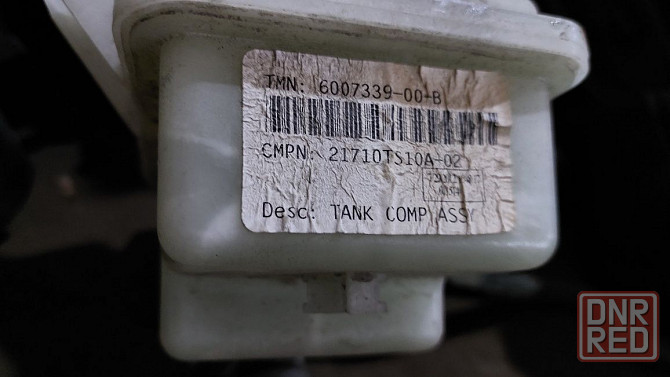 TMN: 6007339-00-B
CMPN: 21710TS10A-02
Desc: TANK COMP ASSY
DNR
RED